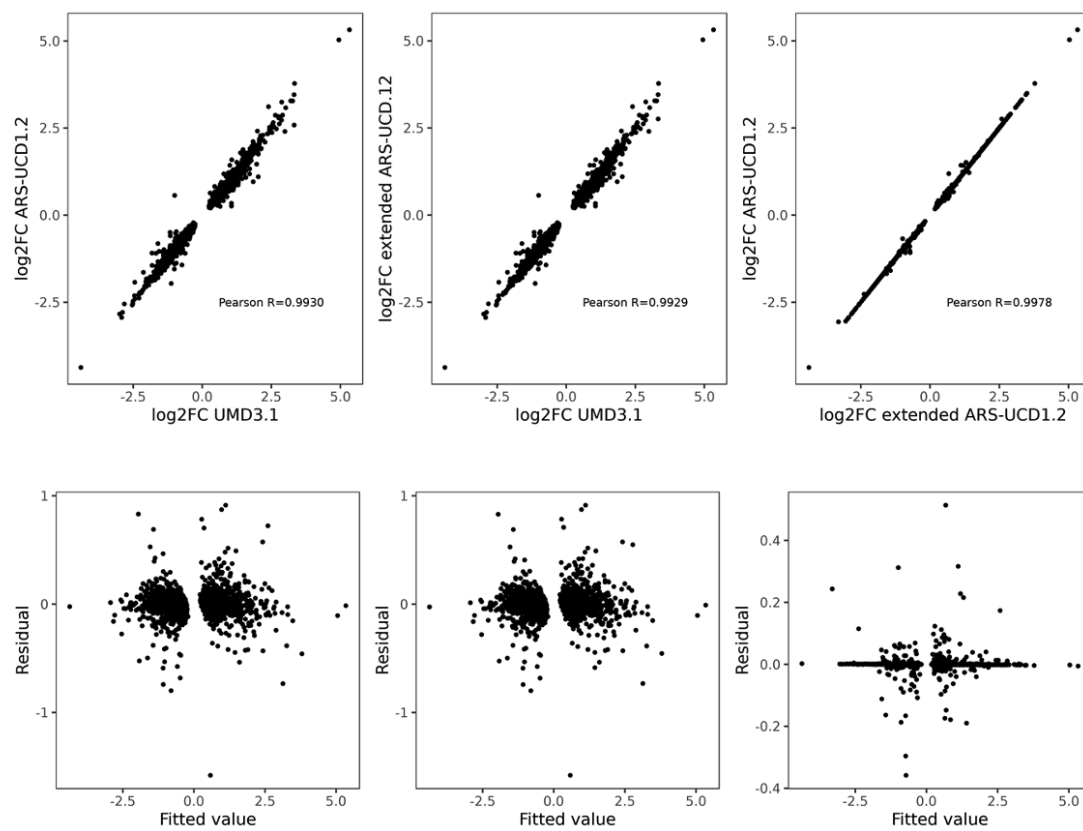 5.0
2.5
0.0
-2.5
log2FC ARS-UCD1.2
Pearson R=0.9930
-2.5 0.0 2.5 5.0
log2FC UMD3.1
5.0
2.5
0.0
-2.5
log2FC extended ARS-UCD.12
Pearson R=0.9929
-2.5 0.0 2.5 5.0
log2FC UMD3.1
5.0
2.5
0.0
-2.5
log2FC ARS-UCD1.2
Pearson R=0.9978
-2.5 0.0 2.5 5.0
log2FC extended ARS-UCD1.2
1
0
-1
Residual
-2.5 0.0 2.5 5.0
Fitted value
1
0
-1
Residual
-2.5 0.0 2.5 5.0
Fitted value
0.4
0.2
0.0
-0.2
-0.4
Residual
-2.5 0.0 2.5 5.0
Fitted value